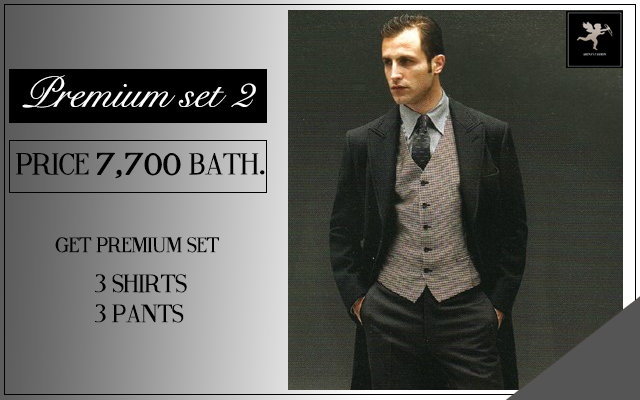 Premium set 2
PRICE 7,700 BATH.
GET PREMIUM SET
3 SHIRTS
3 PANTS